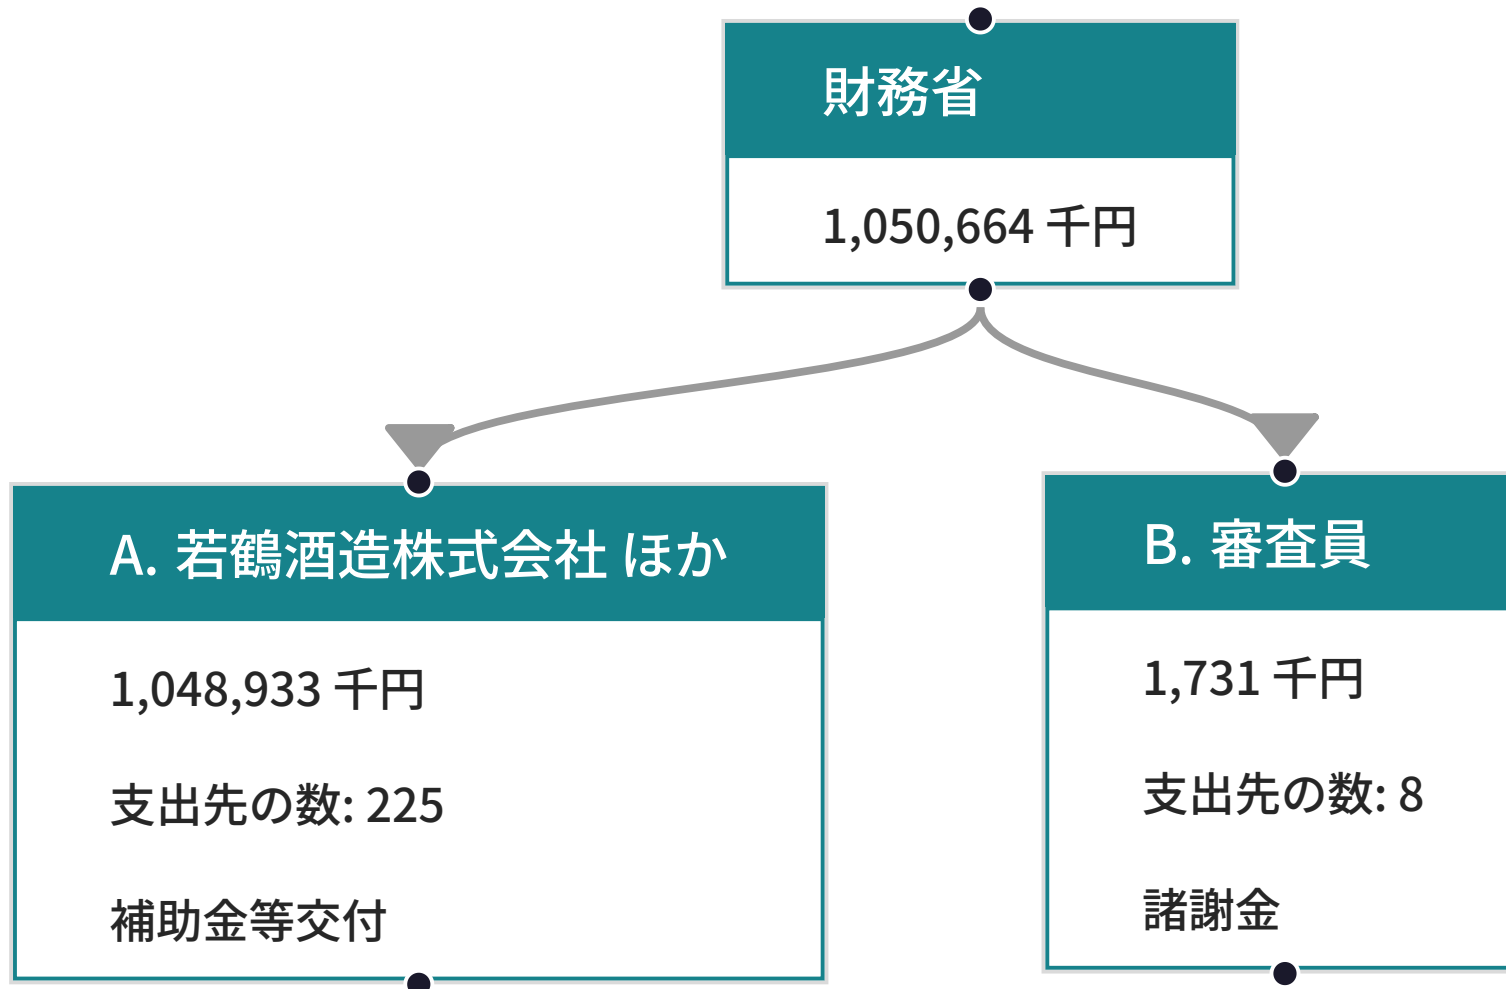 財務省
1,050,664 千円
A. 若鶴酒造株式会社 ほか
1,048,933 千円
支出先の数: 225
補助金等交付
B. 審査員
1,731 千円
支出先の数: 8
諸謝金